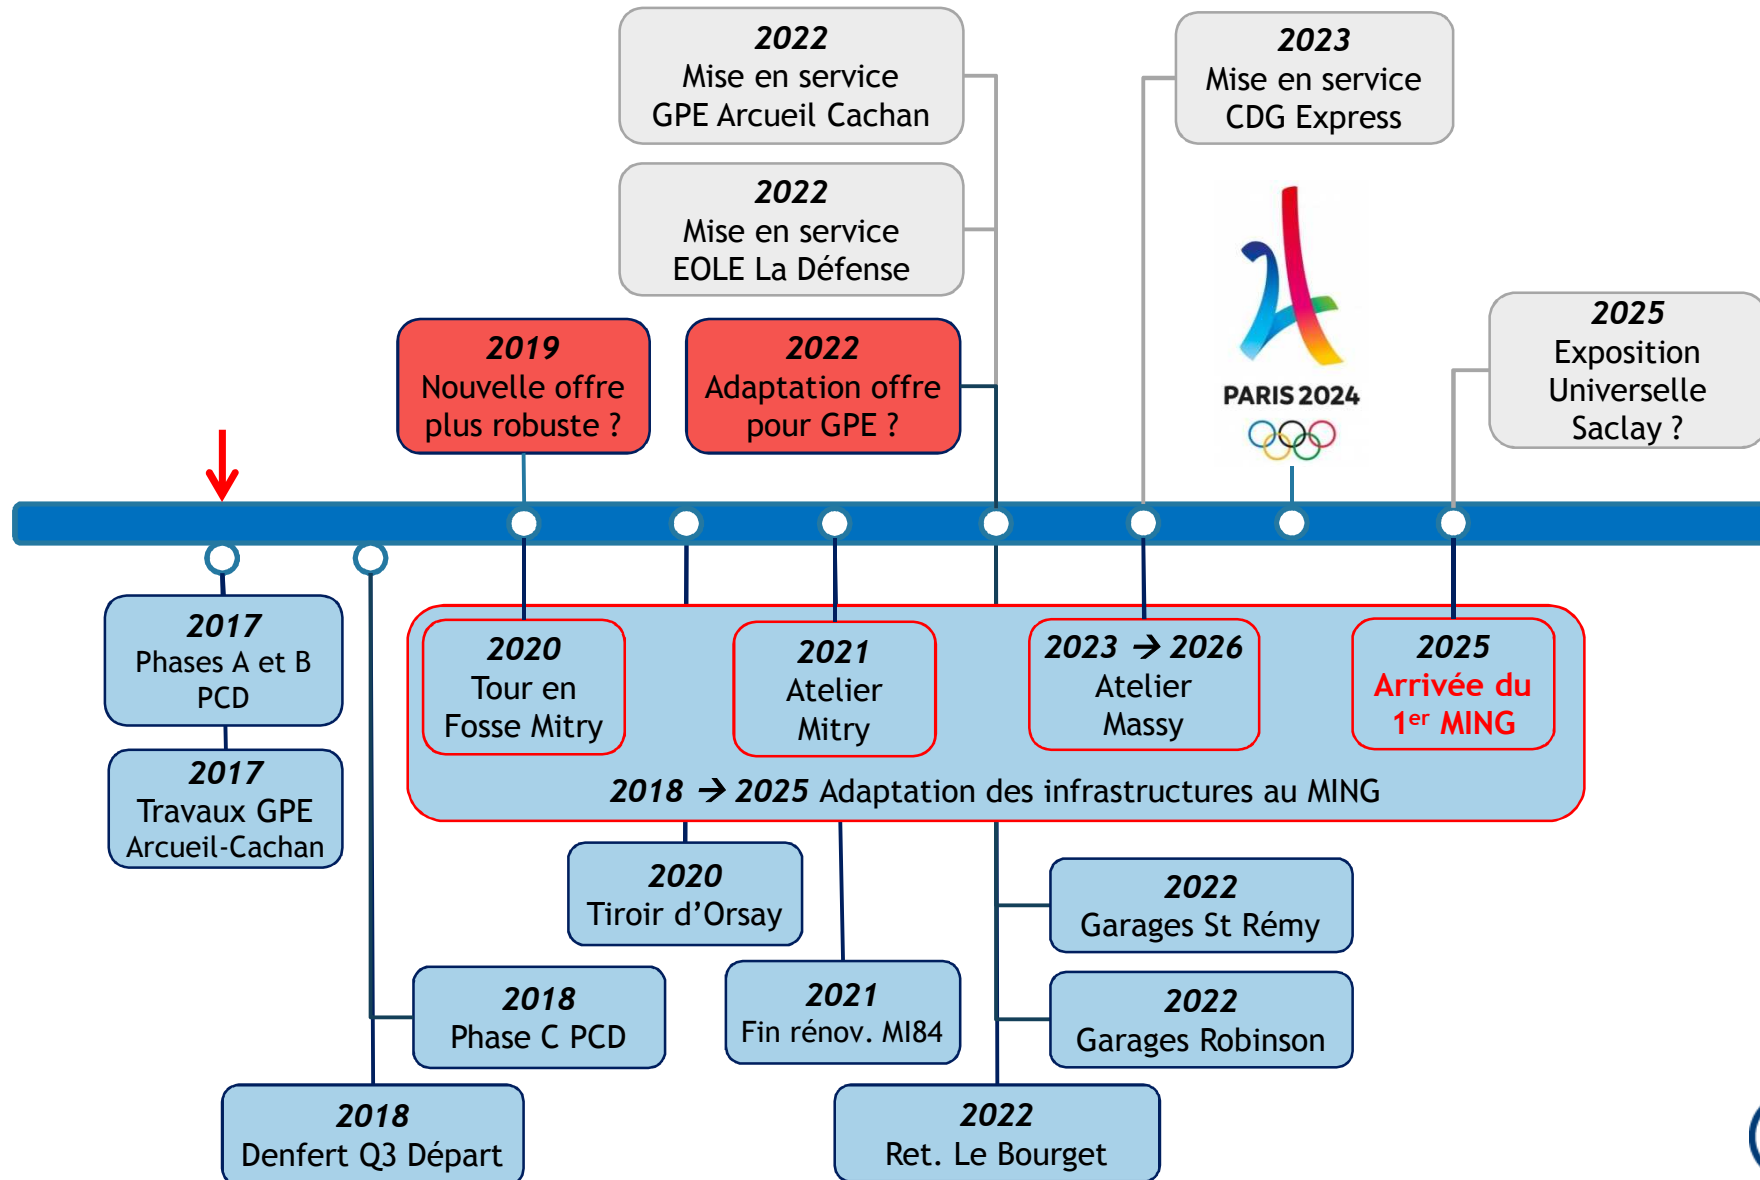 2022
Mise en service
GPE Arcueil Cachan
2023
Mise en service
CDG Express
2022
Mise en service
EOLE La Défense
PARIS 2024
2025
Exposition
Universelle
Saclay ?
2019
Nouvelle offre
plus robuste ?
2022
Adaptation offre
pour GPE ?
2017
Phases A et B
PCD
2017
Travaux GPE
Arcueil-Cachan
2020
Tour en
Fosse Mitry
2021
Atelier
Mitry
2023 → 2026
Atelier
Massy
2025
Arrivée du
1er MING
2018 → 2025 Adaptation des infrastructures au MING
2020
Tiroir d’Orsay
2022
Garages St Rémy
2018
Phase C PCD
2021
Fin rénov. MI84
2022
Garages Robinson
2018
Denfert Q3 Départ
2022
Ret. Le Bourget